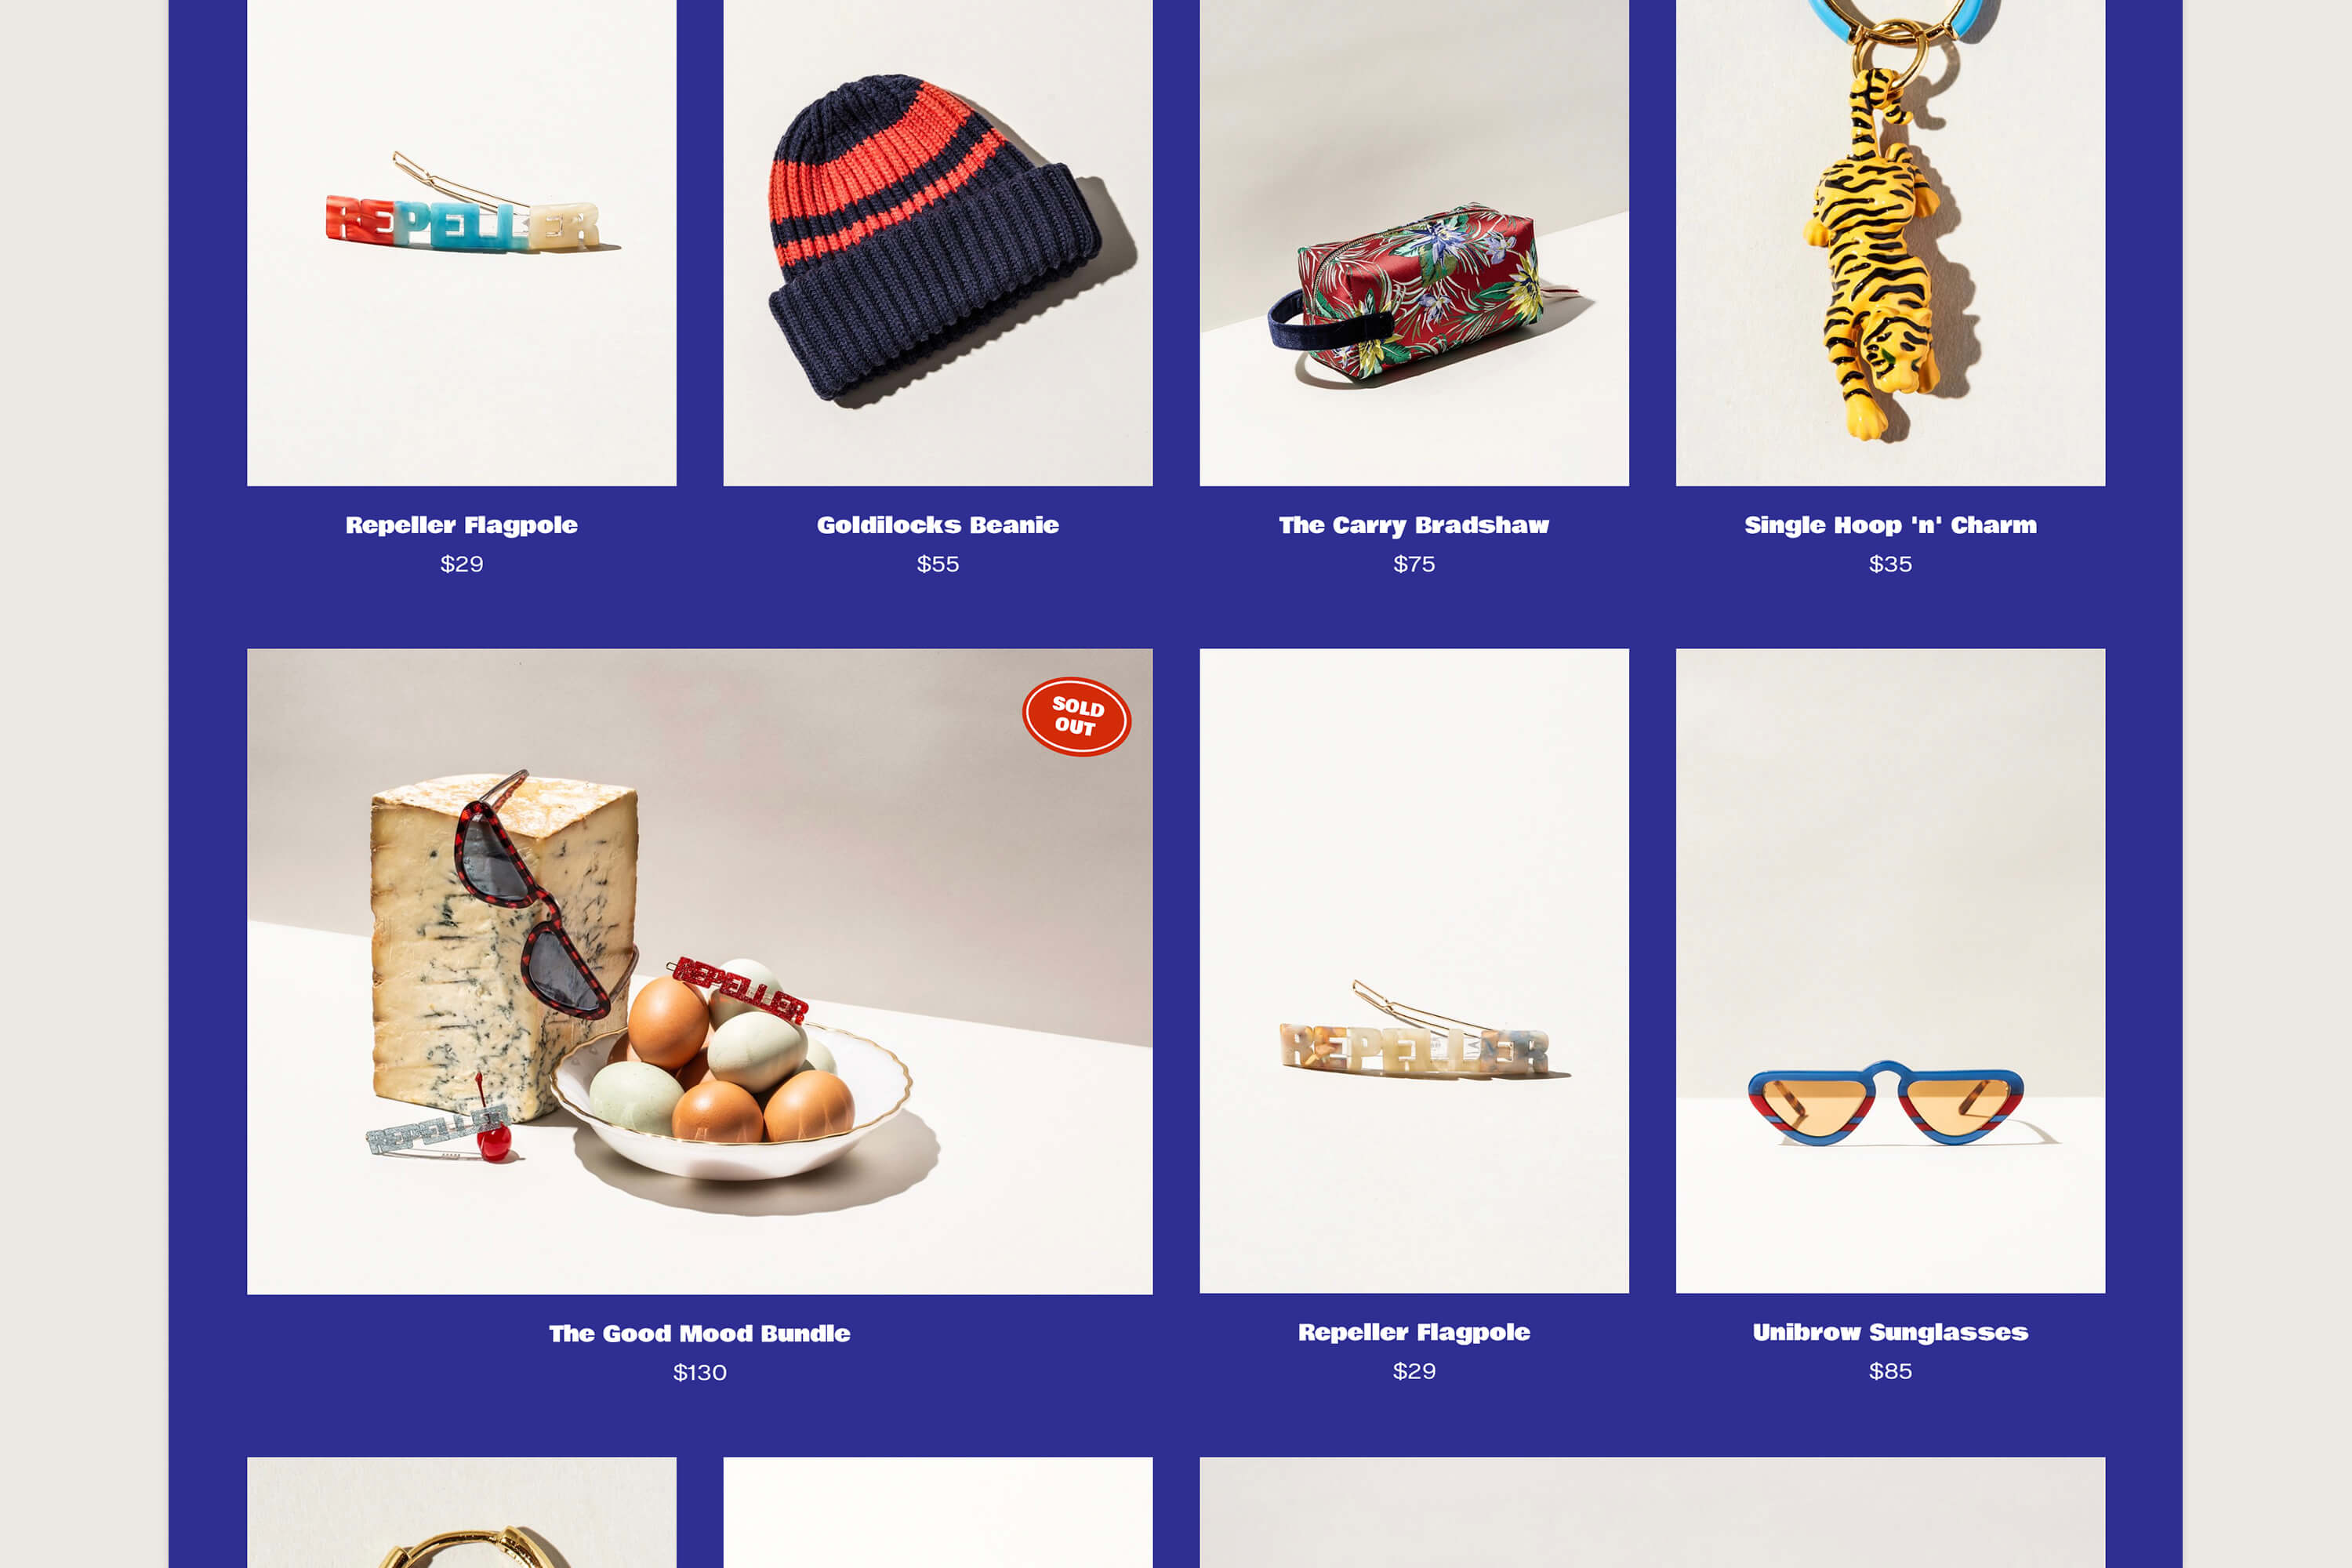 REPELLER
Repeller Flagpole
$29
Goldilocks Beanie
$55
The Carry Bradshaw
$75
Single Hoop 'n' Charm
$35
SOLD
OUT
REPELLER
REPELLER
The Good Mood Bundle
$130
REPELLER
Repeller Flagpole
$29
Unibrow Sunglasses
$85